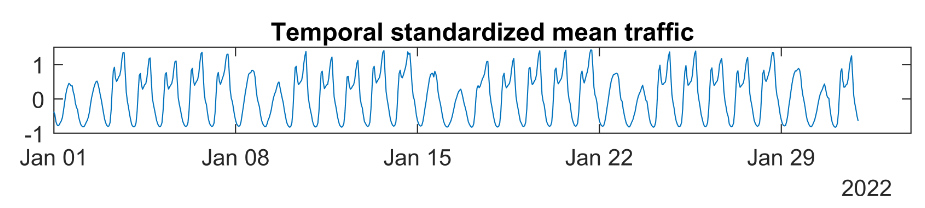 Temporal standardized mean traffic
1
0
-1
Jan 01 Jan 08 Jan 15 Jan 22 Jan 29
2022